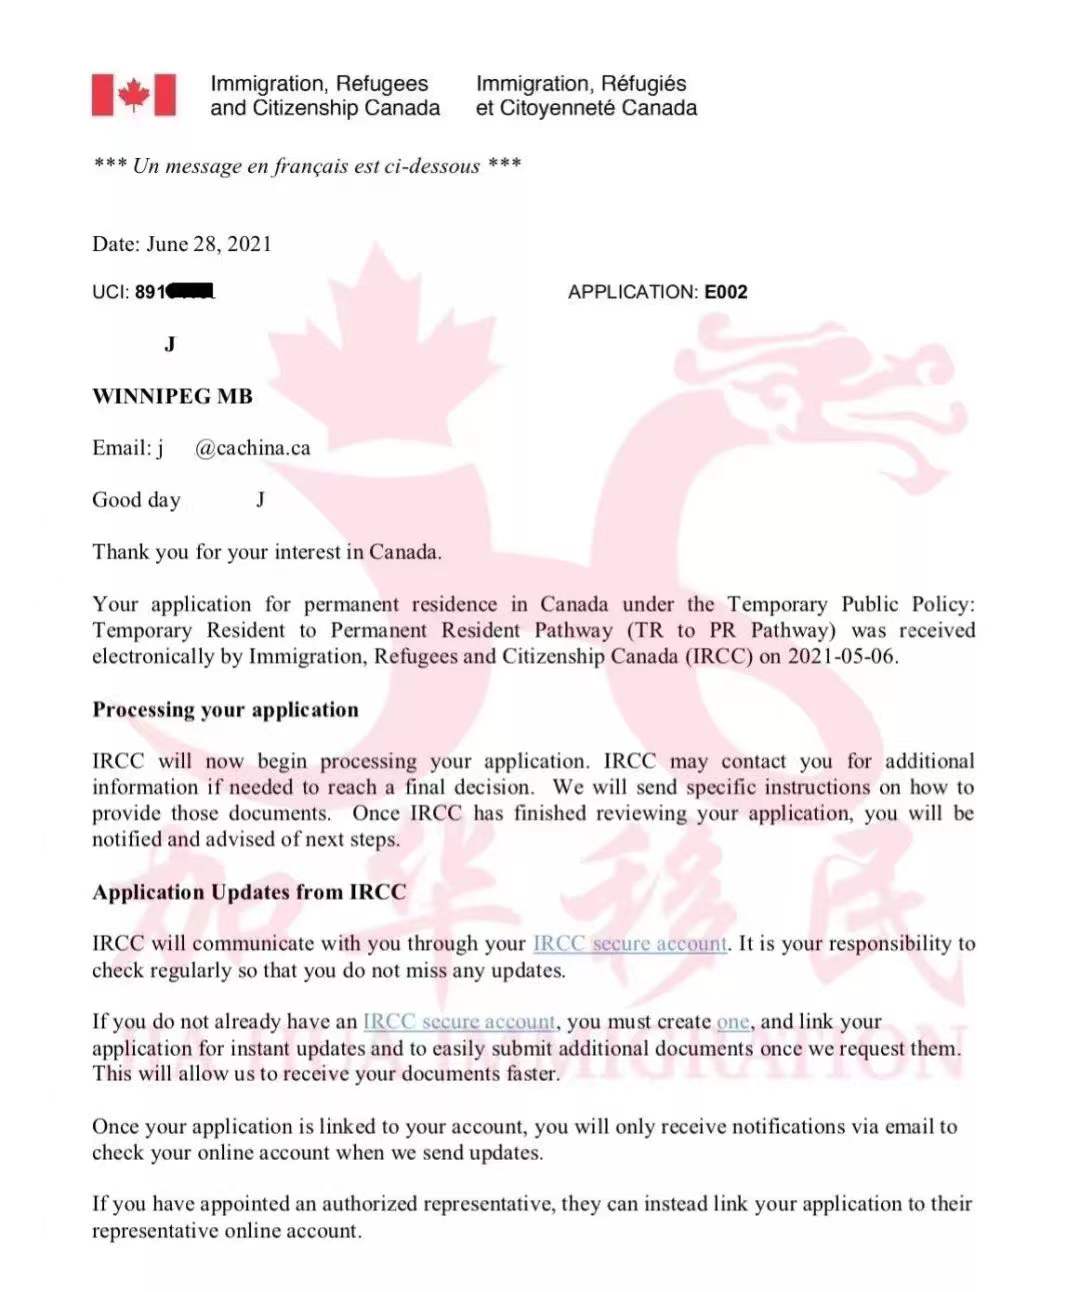 Immigration, Refugees and Citizenship Canada
Immigration, Réfugiés et Citoyenneté Canada
*** Un message en français est ci-dessous ***
Date: June 28, 2021
UCI: 891
APPLICATION: E002
J
WINNIPEG MB
Email: j @cachina.ca
Good day J
Thank you for your interest in Canada.
Your application for permanent residence in Canada under the Temporary Public Policy:
Temporary Resident to Permanent Resident Pathway (TR to PR Pathway) was received
electronically by Immigration, Refugees and Citizenship Canada (IRCC) on 2021-05-06.
Processing your application
IRCC will now begin processing your application. IRCC may contact you for additional
information if needed to reach a final decision. We will send specific instructions on how to
provide those documents. Once IRCC has finished reviewing your application, you will be
notified and advised of next steps.
Application Updates from IRCC
IRCC will communicate with you through your IRCC secure account. It is your responsibility to
check regularly so that you do not miss any updates.
If you do not already have an IRCC secure account, you must create one, and link your
application for instant updates and to easily submit additional documents once we request them.
This will allow us to receive your documents faster.
Once your application is linked to your account, you will only receive notifications via email to
check your online account when we send updates.
If you have appointed an authorized representative, they can instead link your application to their
representative online account.
加华移民
IMMIGRATION